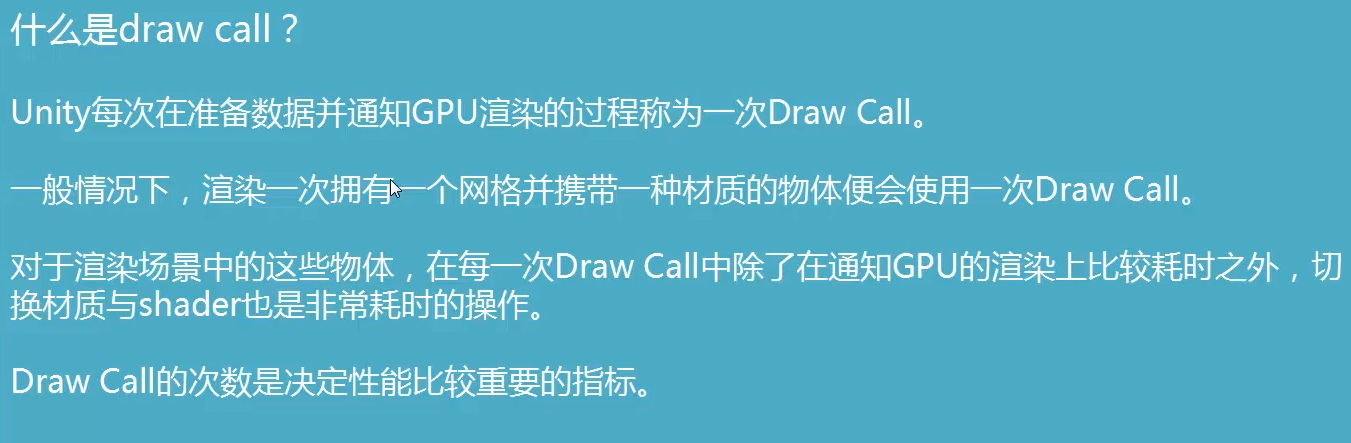 什么是draw call？
Unity每次在准备数据并通知GPU渲染的过程称为一次Draw Call。
一般情况下，渲染一次拥有一个网格并携带一种材质的物体便会使用一次Draw Call。
对于渲染场景中的这些物体，在每一次Draw Call中除了在通知GPU的渲染上比较耗时之外，切
换材质与shader也是非常耗时的操作。
Draw Call的次数是决定性能比较重要的指标。